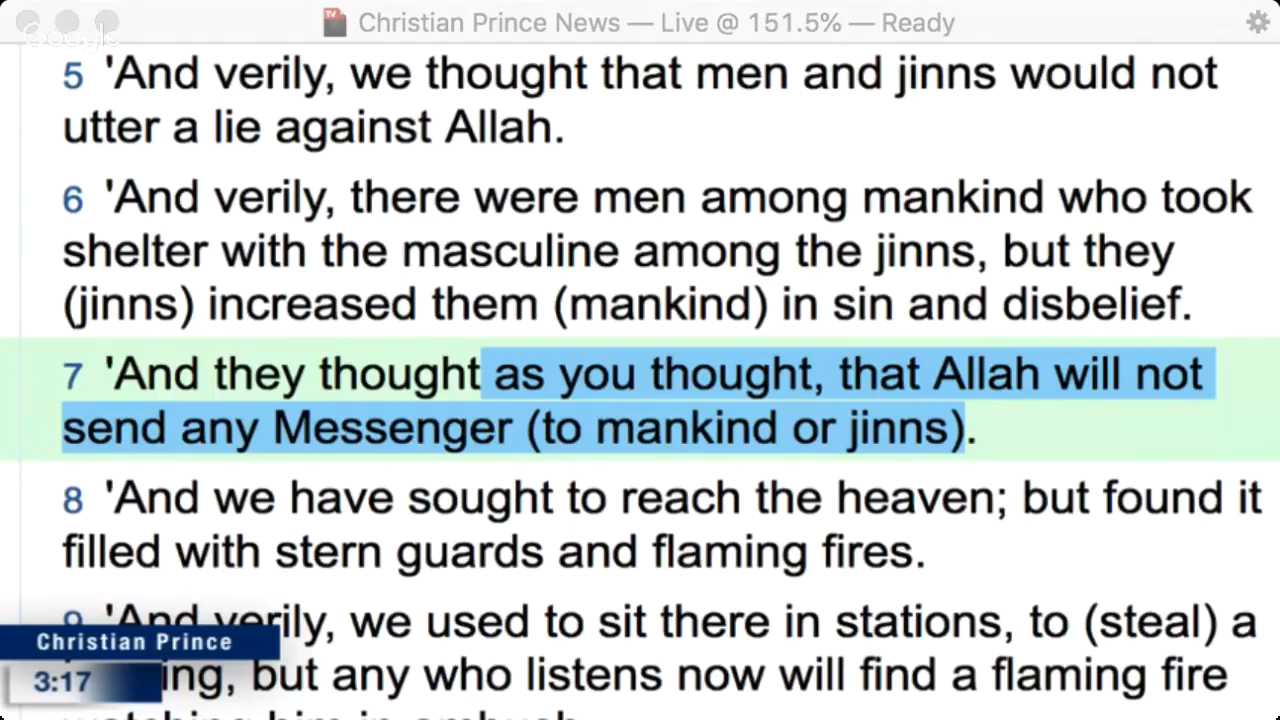 Christian Prince News — Live @ 151.5% — Ready
Google
5 'And verily, we thought that men and jinns would not
utter a lie against Allah.
6 'And verily, there were men among mankind who took
shelter with the masculine among the jinns, but they
(jinns) increased them (mankind) in sin and disbelief.
7 'And they thought as you thought, that Allah will not
send any Messenger (to mankind or jinns).
8 'And we have sought to reach the heaven; but found it
filled with stern guards and flaming fires.
9 'And verily, we used to sit there in stations, to (steal) a
but any who listens now will find a flaming fire
Christian Prince
3:17